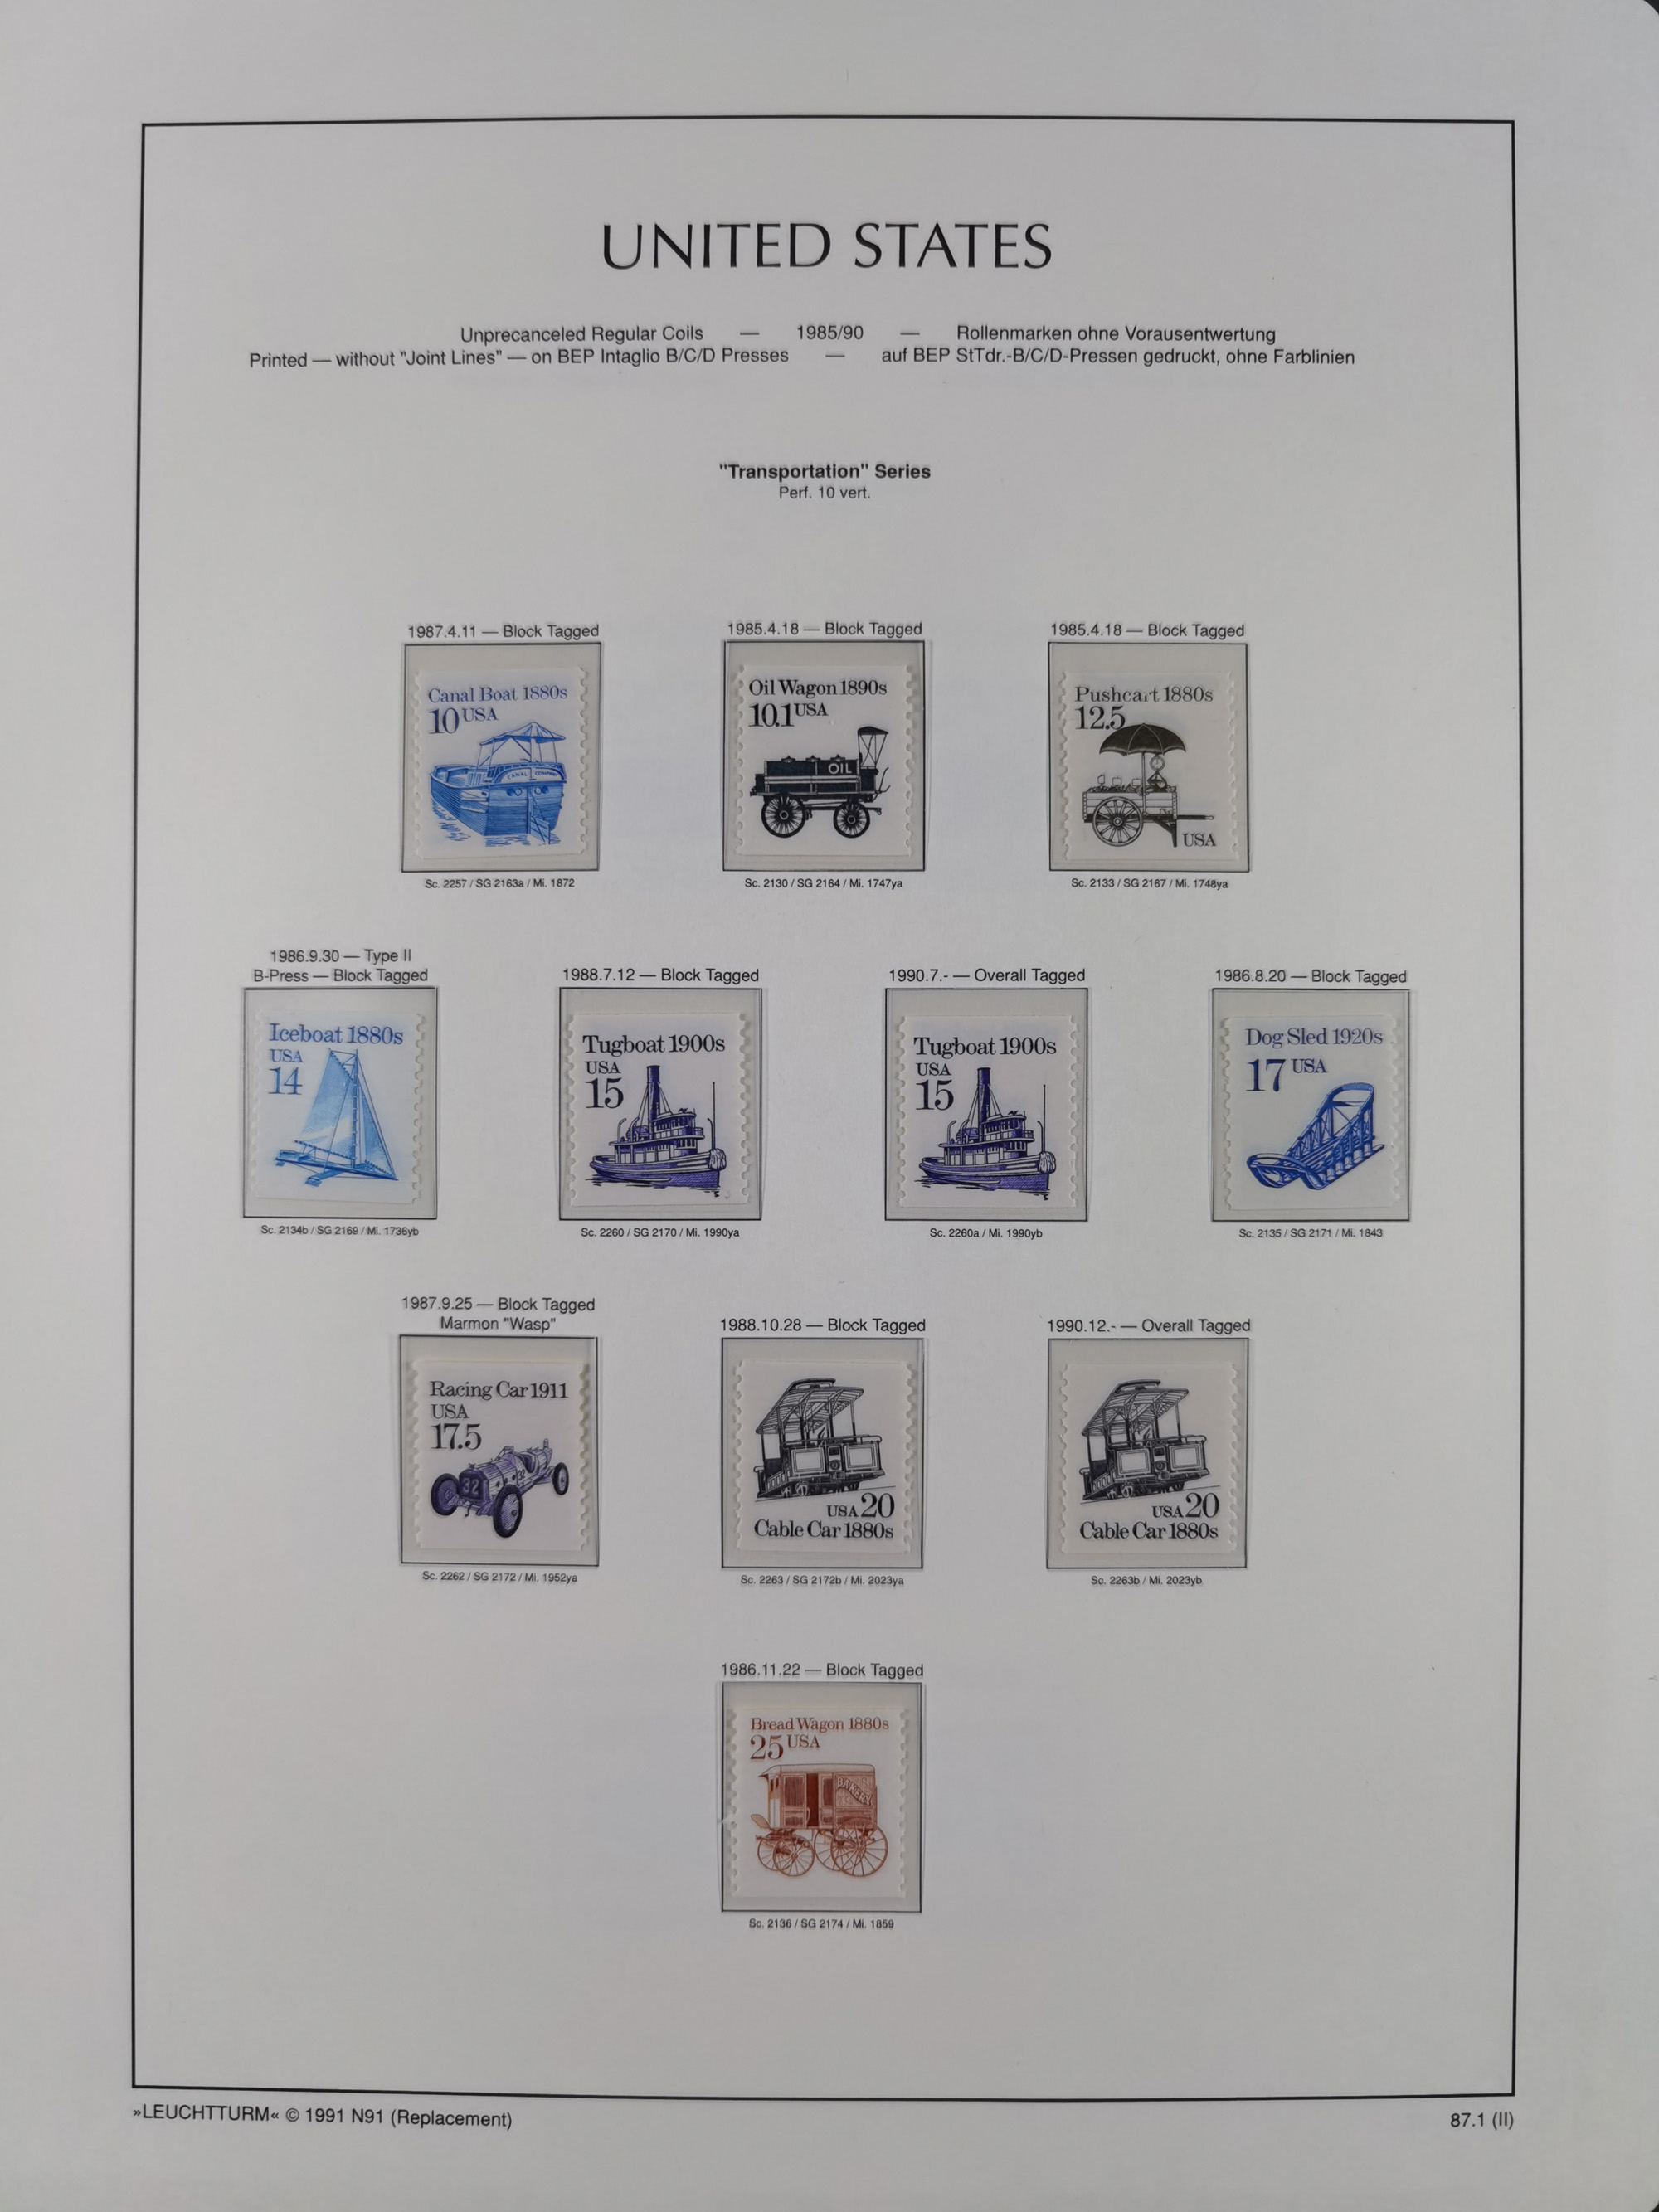 UNITED STATES
Unprecanceled Regular Coils — 1985/90 — Rollenmarken ohne Vorausentwertung
Printed — without "Joint Lines" — on BEP Intaglio B/C/D Presses — auf BEP StTdr.-B/C/D-Pressen gedruckt, ohne Farblinien
"Transportation" Series
Perf. 10 vert.
1987.4.11 — Block Tagged
Canal Boat 1880s
10 USA
CANAL COMPANY
Sc. 2257 / SG 2163a / Mi. 1872
1985.4.18 — Block Tagged
Oil Wagon 1890s
10.1 USA
OIL
Sc. 2130 / SG 2164 / Mi. 1747ya
1985.4.18 — Block Tagged
Pushcart 1880s
12.5
USA
Sc. 2133 / SG 2167 / Mi. 1748ya
1986.9.30 — Type II
B-Press — Block Tagged
Iceboat 1880s
USA
14
Sc. 2134b / SG 2169 / Mi. 1736yb
1988.7.12 — Block Tagged
Tugboat 1900s
USA
15
Sc. 2260 / SG 2170 / Mi. 1990ya
1990.7.- — Overall Tagged
Tugboat 1900s
USA
15
Sc. 2260a / Mi. 1990yb
1986.8.20 — Block Tagged
Dog Sled 1920s
17 USA
Sc. 2135 / SG 2171 / Mi. 1843
1987.9.25 — Block Tagged
Marmon "Wasp"
Racing Car 1911
USA
17.5
32
32
Sc. 2262 / SG 2172 / Mi. 1952ya
1988.10.28 — Block Tagged
USA 20
Cable Car 1880s
Sc. 2263 / SG 2172b / Mi. 2023ya
1990.12.- — Overall Tagged
USA 20
Cable Car 1880s
Sc. 2263b / Mi. 2023yb
1986.11.22 — Block Tagged
Bread Wagon 1880s
25 USA
BAKERY
Sc. 2136 / SG 2174 / Mi. 1859
»LEUCHTTURM« © 1991 N91 (Replacement)
87.1 (II)